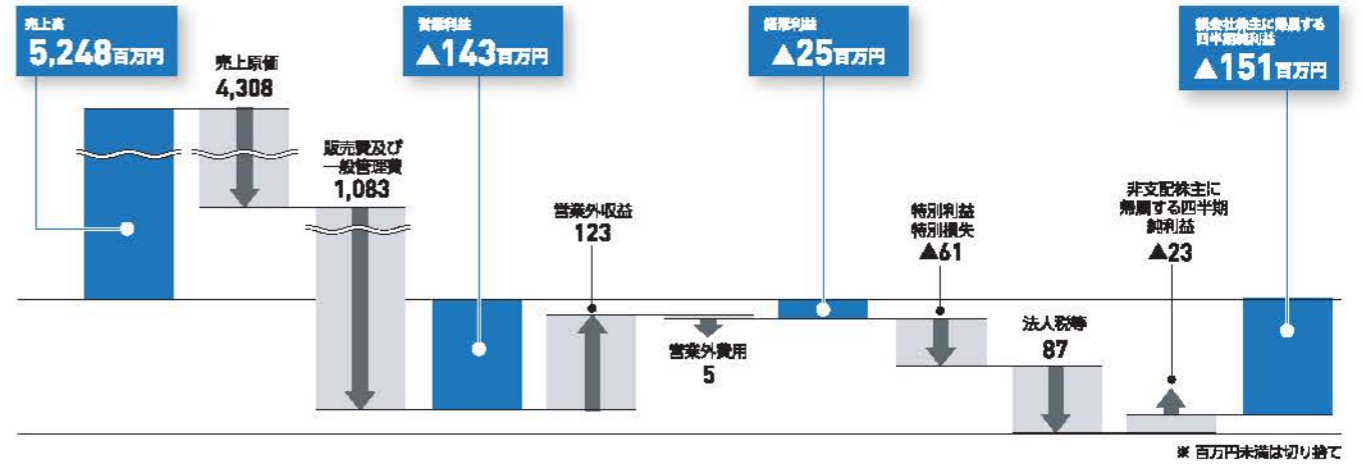 売上高
5,248百万円
売上原価
4,308
販売費及び
一般管理費
1,083
営業利益
▲143百万円
営業外収益
123
営業外費用
5
経常利益
▲25百万円
特別利益
特別損失
▲61
法人税等
87
非支配株主に
帰属する四半期
純利益
▲23
親会社株主に帰属する
四半期純利益
▲151百万円
※ 百万円未満は切り捨て